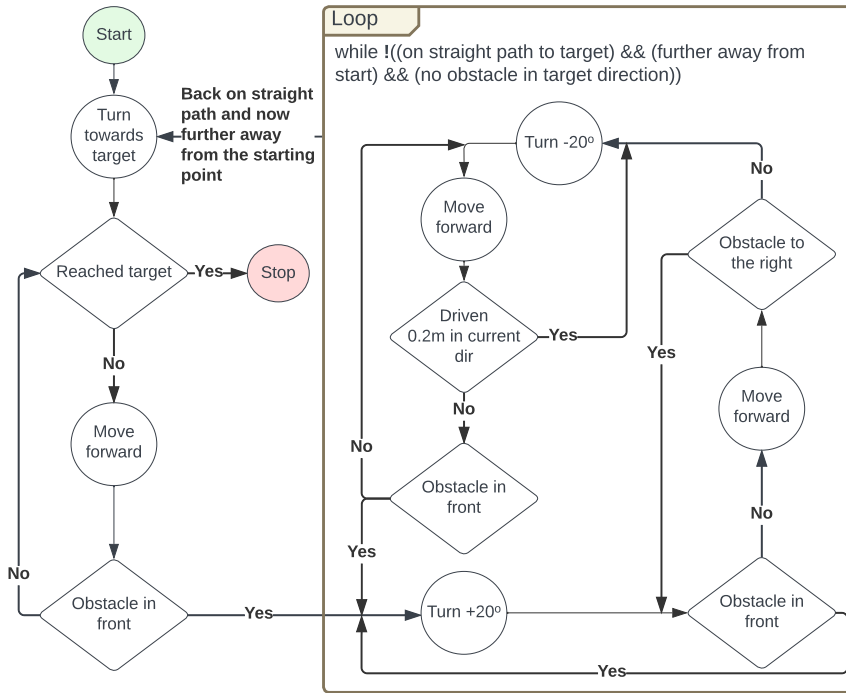 Loop
while !((on straight path to target) && (further away from
start) && (no obstacle in target direction))
Start
Turn
towards
target
Back on straight
path and now
further away
from the starting
point
Reached target
Yes
Stop
No
Move
forward
Obstacle in
front
No
Yes
Turn -20º
Move
forward
Driven
0.2m in current
dir
Yes
No
Obstacle in
front
No
Yes
Turn +20º
No
Obstacle to
the right
Yes
Move
forward
No
Obstacle in
front
Yes